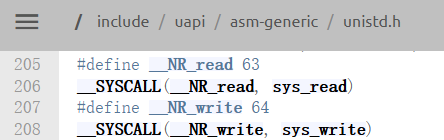 / include / uapi / asm-generic / unistd.h
205 #define __NR_read 63
206 __SYSCALL(__NR_read, sys_read)
207 #define __NR_write 64
208 __SYSCALL(__NR_write, sys_write)